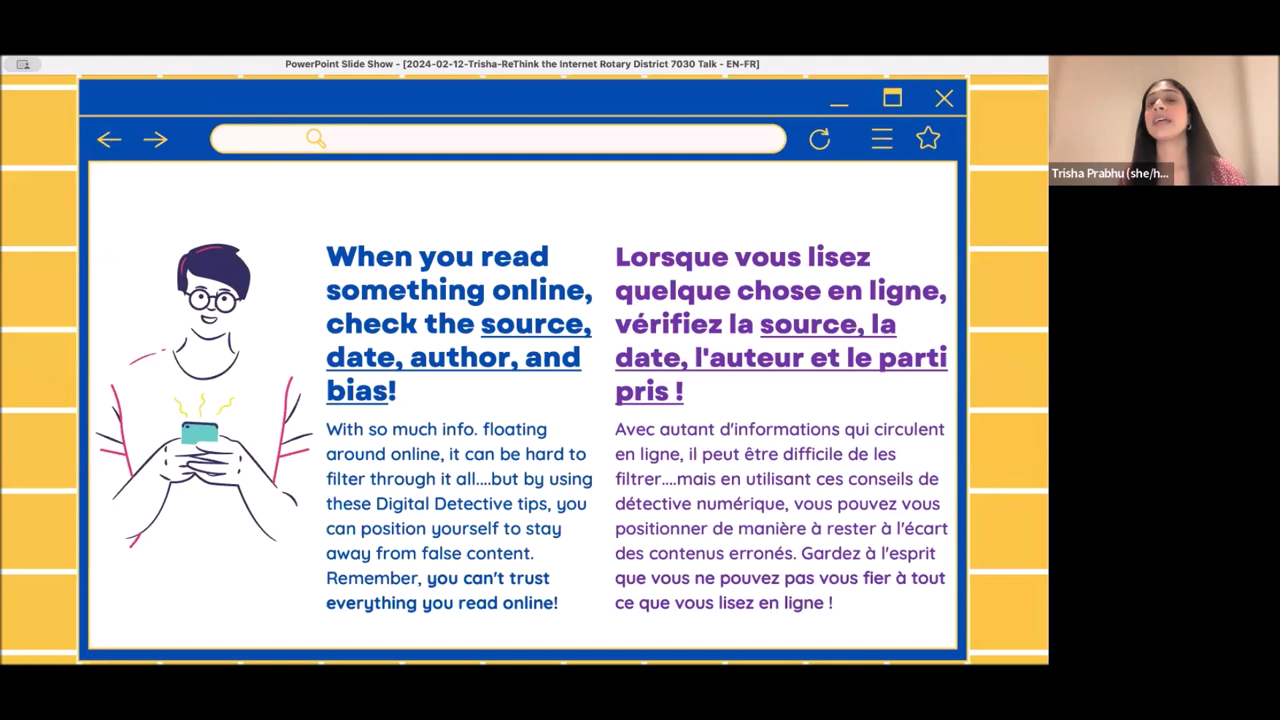 PowerPoint Slide Show - [2024-02-12-Trisha-ReThink the Internet Rotary District 7030 Talk - EN-FR]
Trisha Prabhu (she/h...
When you read
something online,
check the source,
date, author, and
bias!
With so much info. floating
around online, it can be hard to
filter through it all....but by using
these Digital Detective tips, you
can position yourself to stay
away from false content.
Remember, you can't trust
everything you read online!
Lorsque vous lisez
quelque chose en ligne,
vérifiez la source, la
date, l'auteur et le parti
pris !
Avec autant d'informations qui circulent
en ligne, il peut être difficile de les
filtrer....mais en utilisant ces conseils de
détective numérique, vous pouvez vous
positionner de manière à rester à l'écart
des contenus erronés. Gardez à l'esprit
que vous ne pouvez pas vous fier à tout
ce que vous lisez en ligne !